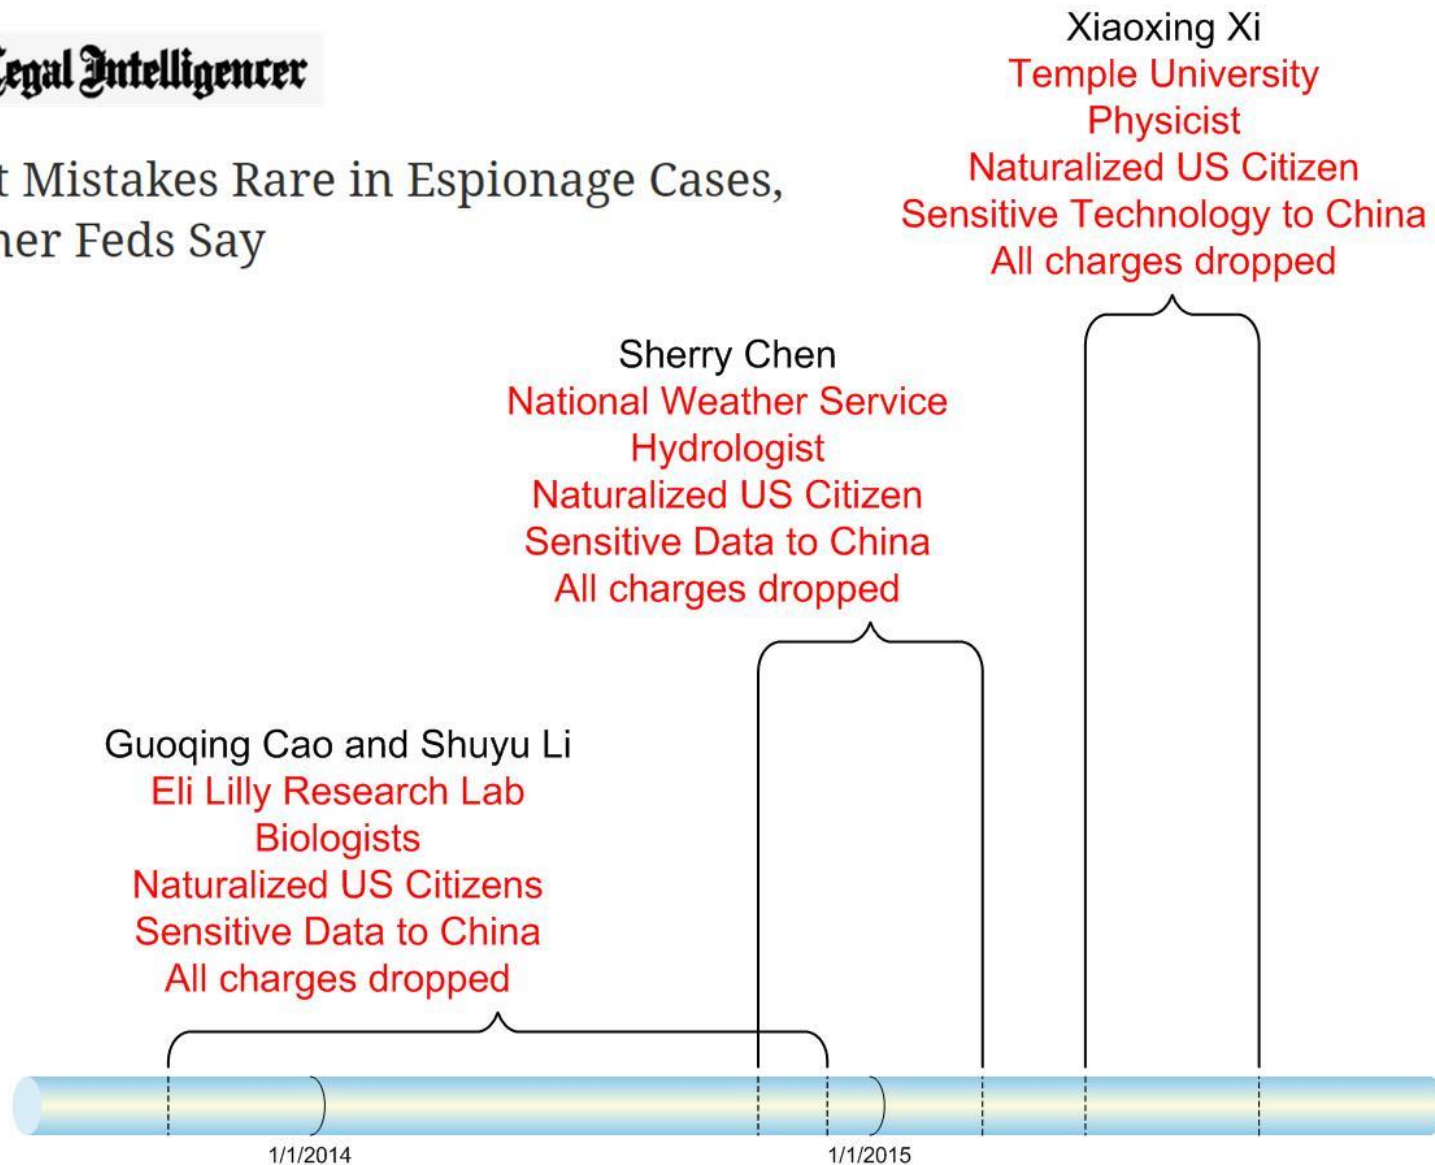 Legal Intelligencer
Mistakes Rare in Espionage Cases,
Feds Say
Xiaoxing Xi
Temple University
Physicist
Naturalized US Citizen
Sensitive Technology to China
All charges dropped
Sherry Chen
National Weather Service
Hydrologist
Naturalized US Citizen
Sensitive Data to China
All charges dropped
Guoqing Cao and Shuyu Li
Eli Lilly Research Lab
Biologists
Naturalized US Citizens
Sensitive Data to China
All charges dropped
1/1/2014
1/1/2015